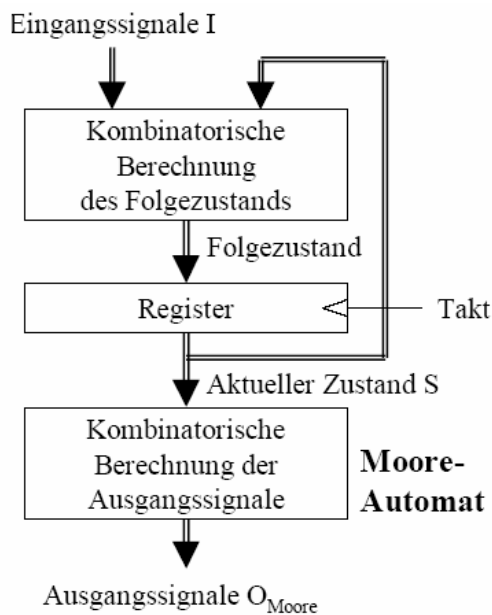 Eingangssignale I
Kombinatorische
Berechnung
des Folgezustands
Folgezustand
Register
Takt
Aktueller Zustand S
Kombinatorische
Berechnung der
Ausgangssignale
Moore-
Automat
Ausgangssignale O_Moore